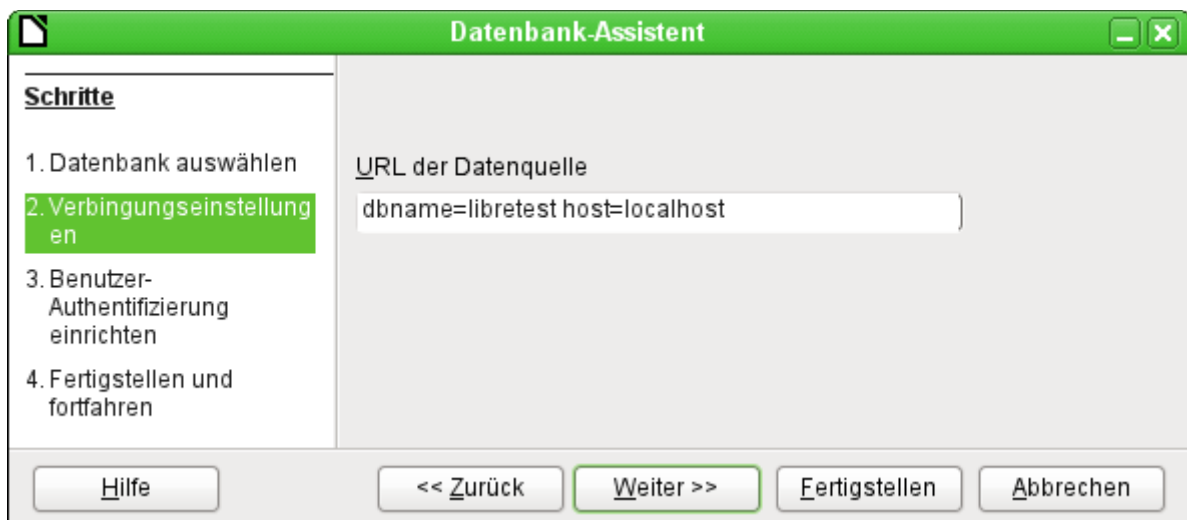 Datenbank-Assistent
Schritte
1. Datenbank auswählen
2. Verbingungseinstellung
en
3. Benutzer-
Authentifizierung
einrichten
4. Fertigstellen und
fortfahren
URL der Datenquelle
dbname=libretest host=localhost
Hilfe
<< Zurück
Weiter >>
Fertigstellen
Abbrechen